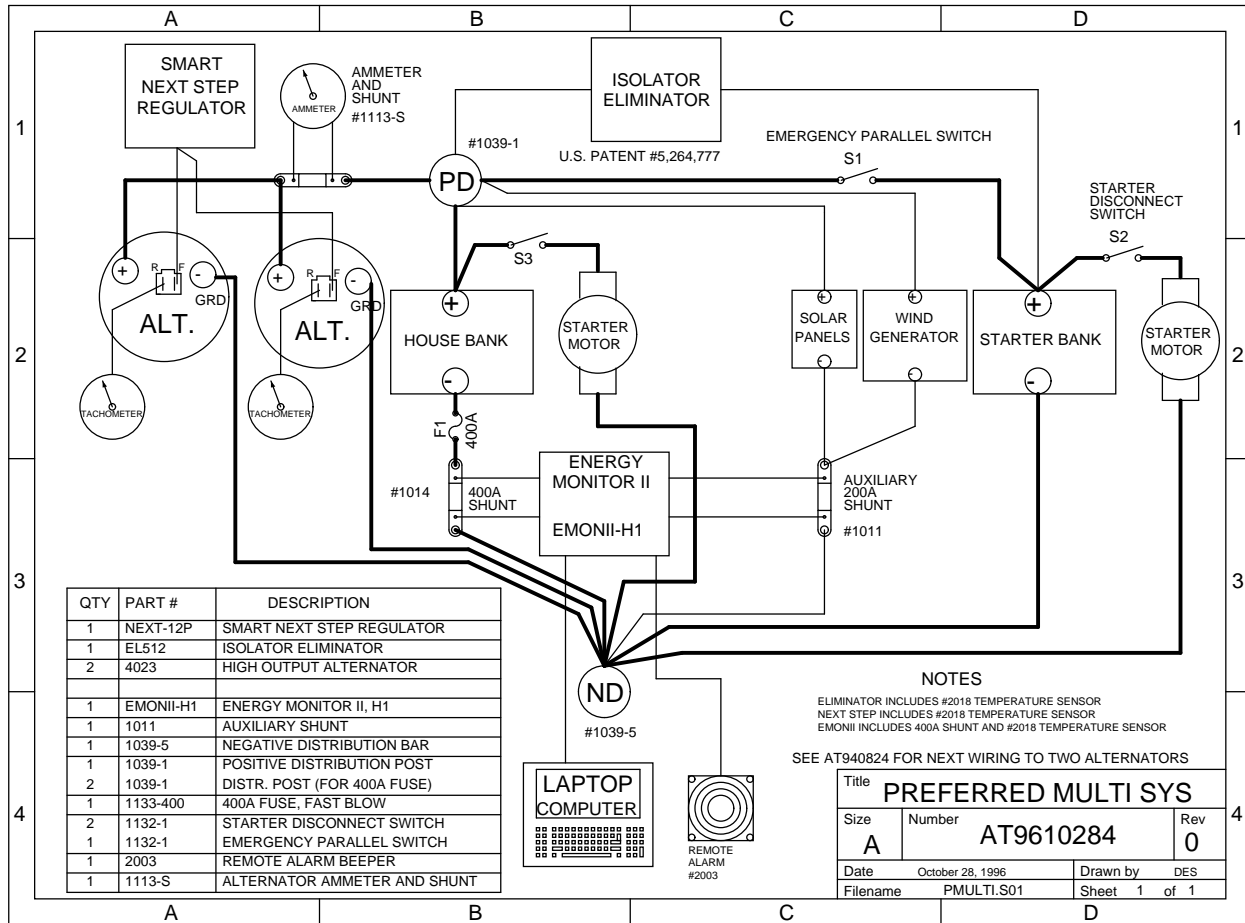 A B C D
1
2
3
4
1
2
3
4
SMART
NEXT STEP
REGULATOR
AMMETER
AMMETER
AND
SHUNT
#1113-S
ISOLATOR
ELIMINATOR
U.S. PATENT #5,264,777
#1039-1
PD
EMERGENCY PARALLEL SWITCH
S1
STARTER
DISCONNECT
SWITCH
S2
S3
+
R F
-
GRD
ALT.
+
R F
-
GRD
ALT.
TACHOMETER
TACHOMETER
+
HOUSE BANK
-
STARTER
MOTOR
+
SOLAR
PANELS
-
+
WIND
GENERATOR
-
+
STARTER BANK
-
STARTER
MOTOR
F1
400A
#1014
400A
SHUNT
ENERGY
MONITOR II
EMONII-H1
AUXILIARY
200A
SHUNT
#1011
ND
#1039-5
QTY PART # DESCRIPTION
1 NEXT-12P SMART NEXT STEP REGULATOR
1 EL512 ISOLATOR ELIMINATOR
2 4023 HIGH OUTPUT ALTERNATOR
1 EMONII-H1 ENERGY MONITOR II, H1
1 1011 AUXILIARY SHUNT
1 1039-5 NEGATIVE DISTRIBUTION BAR
1 1039-1 POSITIVE DISTRIBUTION POST
2 1039-1 DISTR. POST (FOR 400A FUSE)
1 1133-400 400A FUSE, FAST BLOW
2 1132-1 STARTER DISCONNECT SWITCH
1 1132-1 EMERGENCY PARALLEL SWITCH
1 2003 REMOTE ALARM BEEPER
1 1113-S ALTERNATOR AMMETER AND SHUNT
LAPTOP
COMPUTER
REMOTE
ALARM
#2003
NOTES
ELIMINATOR INCLUDES #2018 TEMPERATURE SENSOR
NEXT STEP INCLUDES #2018 TEMPERATURE SENSOR
EMONII INCLUDES 400A SHUNT AND #2018 TEMPERATURE SENSOR
SEE AT940824 FOR NEXT WIRING TO TWO ALTERNATORS
Title PREFERRED MULTI SYS
Size A Number AT9610284 Rev 0
Date October 28, 1996 Drawn by DES
Filename PMULTI.S01 Sheet 1 of 1
A B C D